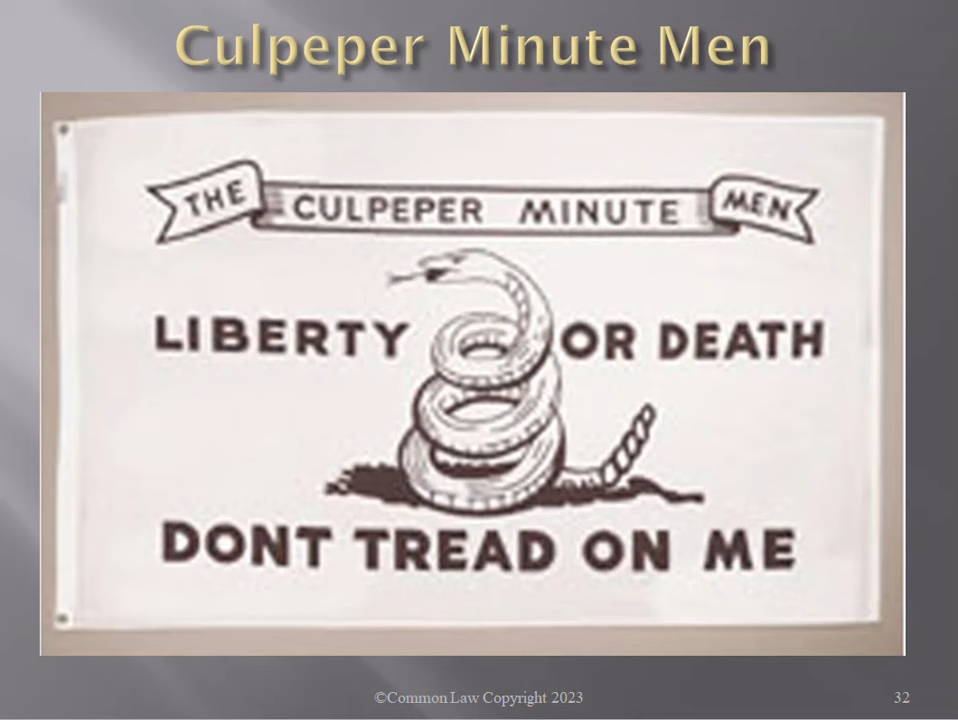 Culpeper Minute Men
THE CULPEPER MINUTE MEN
LIBERTY OR DEATH
DONT TREAD ON ME
©Common Law Copyright 2023
32